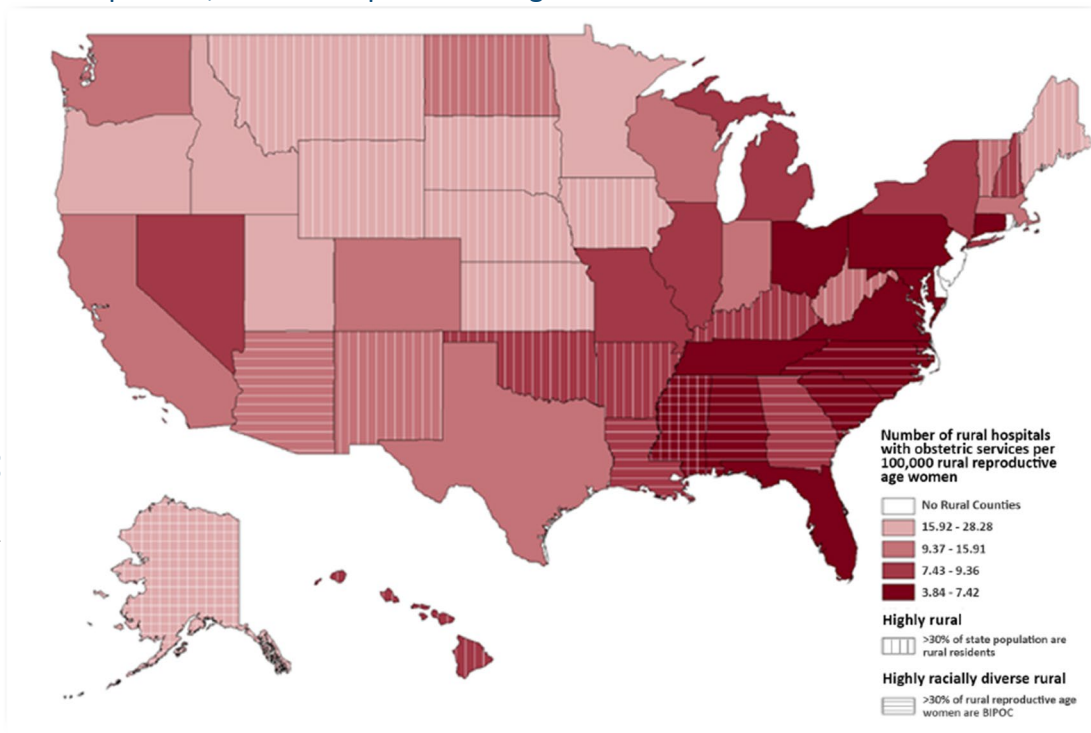 Number of rural hospitals
with obstetric services per
100,000 rural reproductive
age women
No Rural Counties
15.92 - 28.28
9.37 - 15.91
7.43 - 9.36
3.84 - 7.42
Highly rural
>30% of state population are
rural residents
Highly racially diverse rural
>30% of rural reproductive age
women are BIPOC